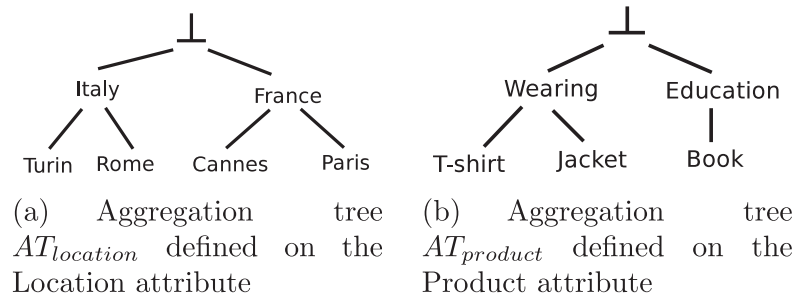 ⊥
Italy
France
Turin Rome Cannes Paris
(a) Aggregation tree
AT_location defined on the
Location attribute
⊥
Wearing
Education
T-shirt Jacket Book
(b) Aggregation tree
AT_product defined on the
Product attribute